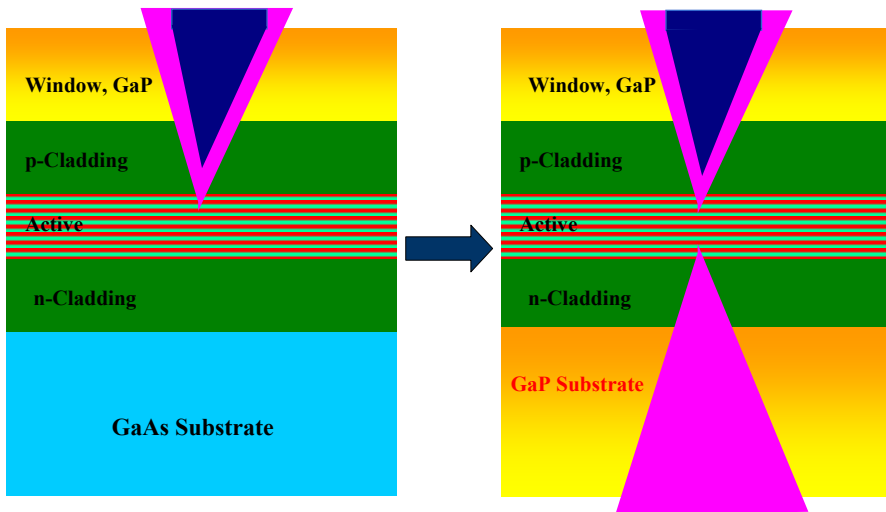 Window, GaP
p-Cladding
Active
n-Cladding
GaAs Substrate
Window, GaP
p-Cladding
Active
n-Cladding
GaP Substrate